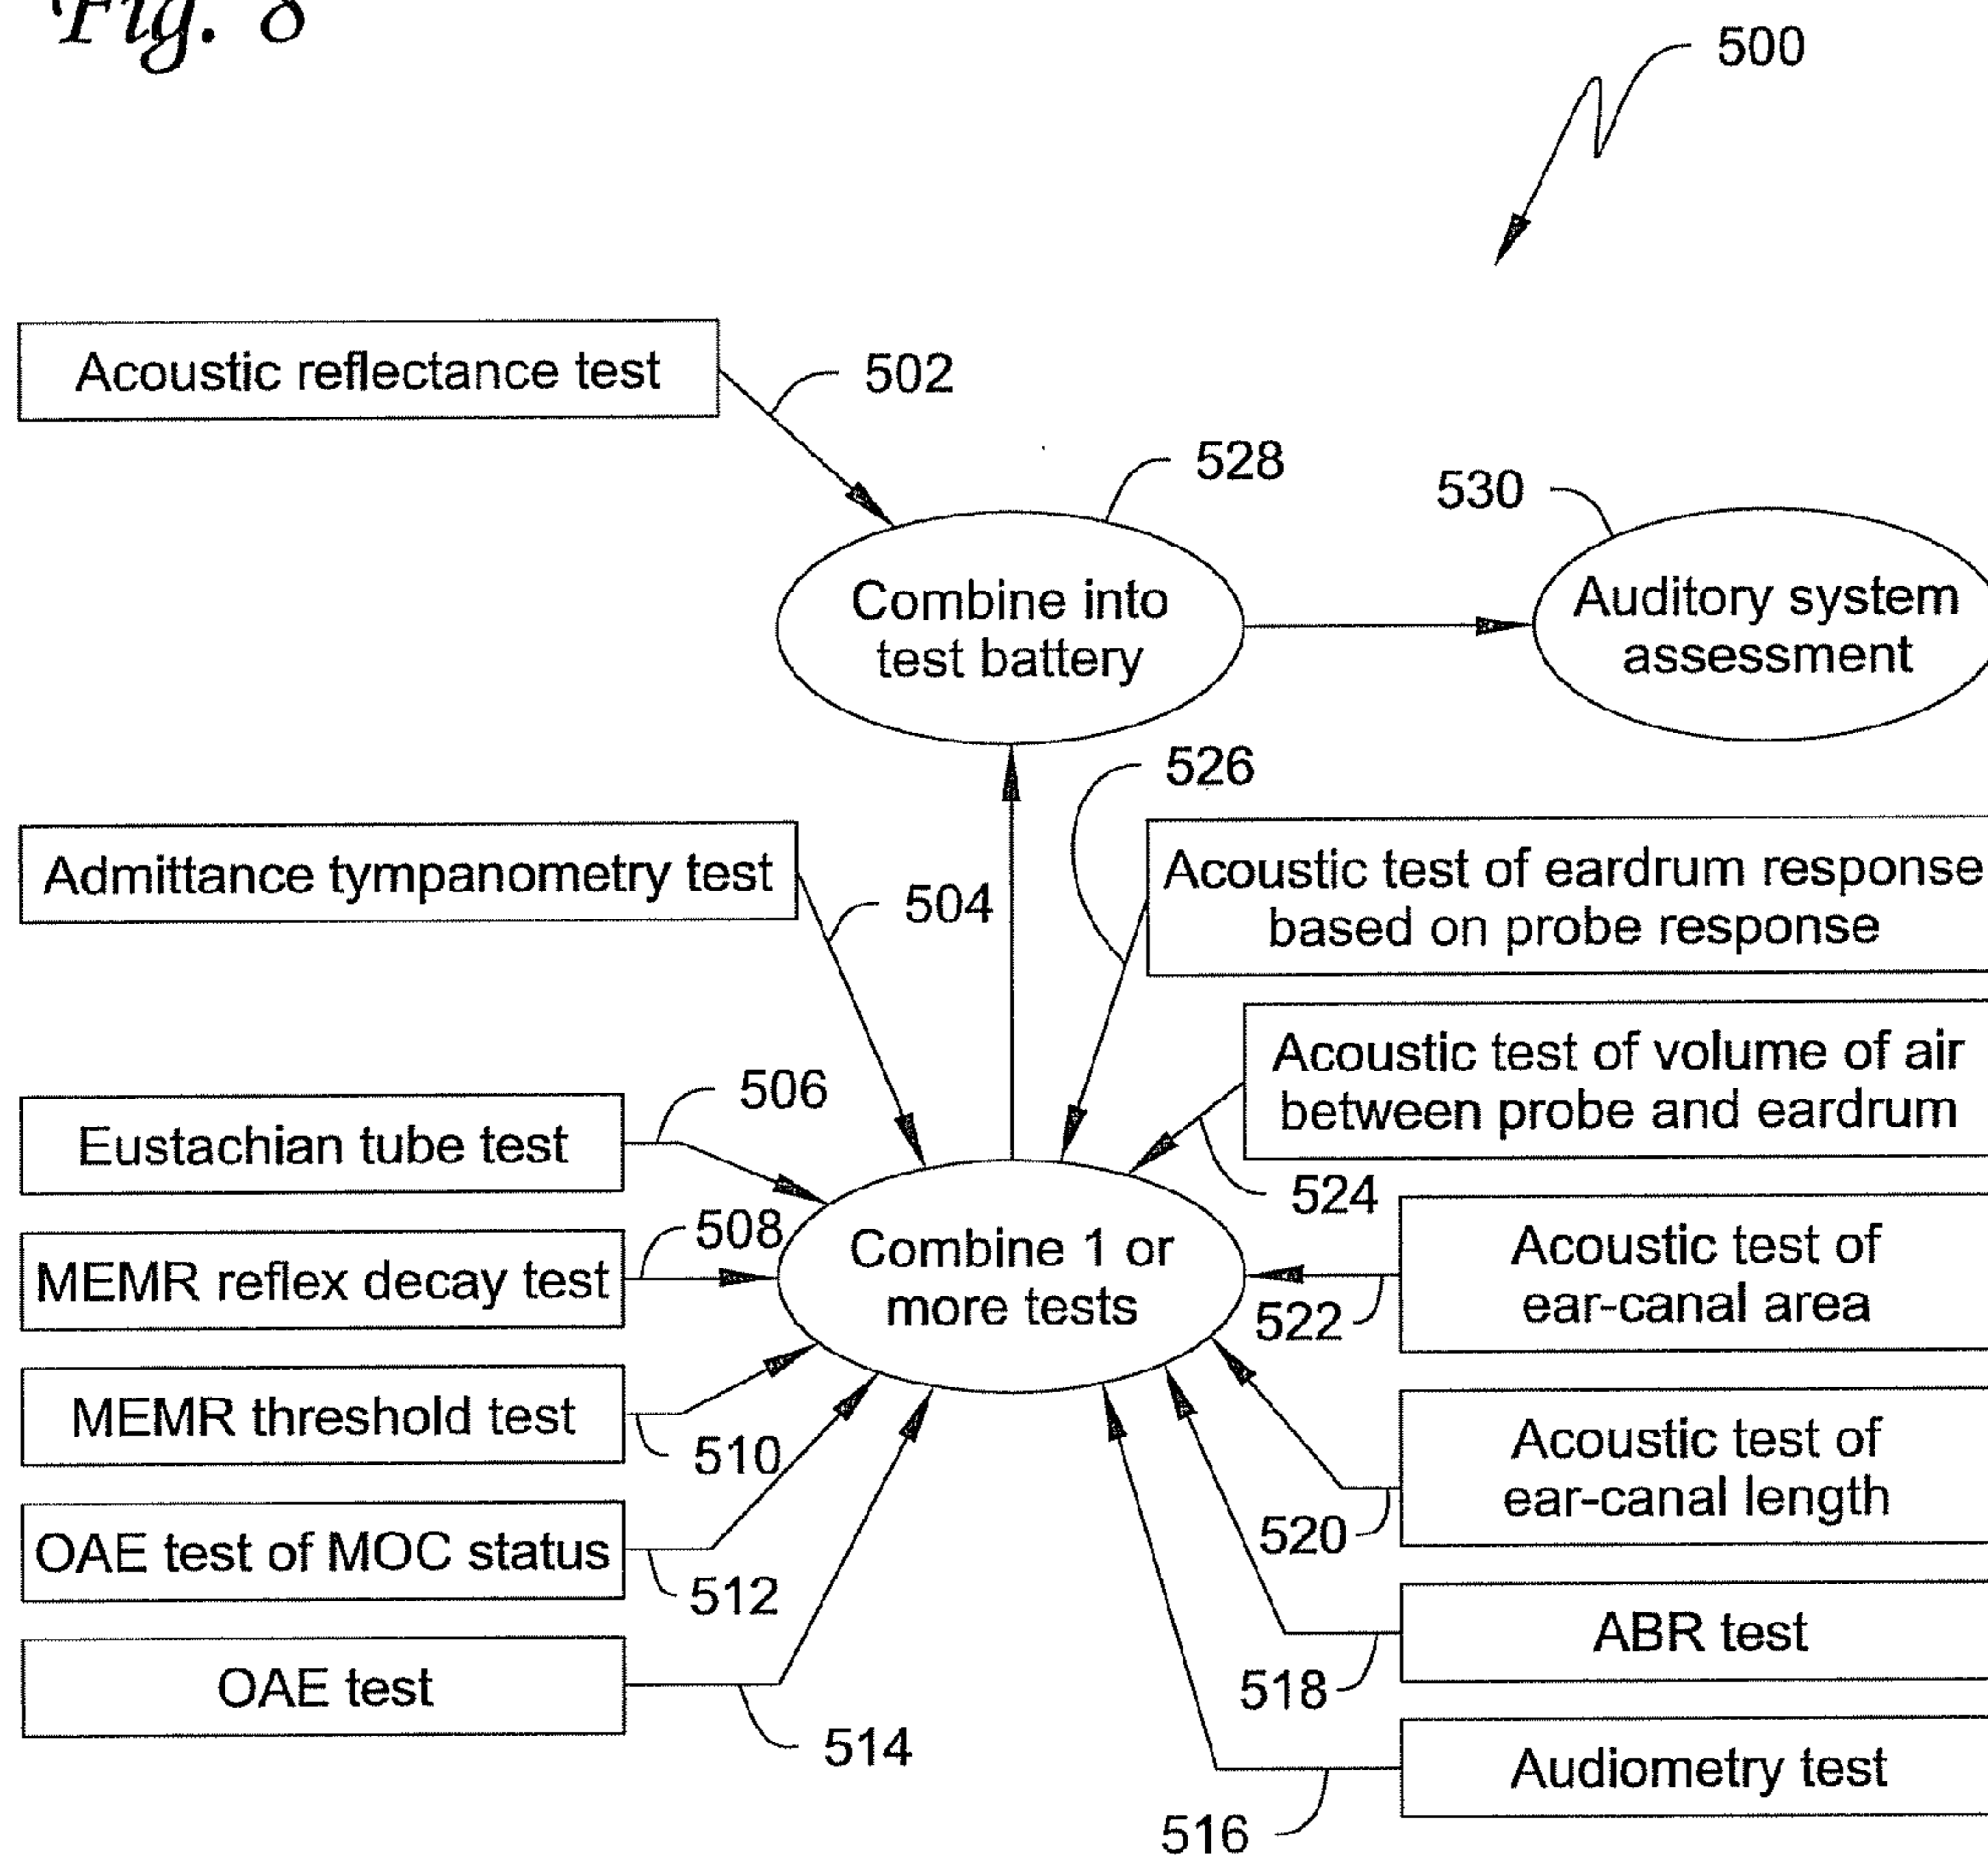 Fig. 8
500
Acoustic reflectance test
502
528
530
Combine into
test battery
Auditory system
assessment
526
Admittance tympanometry test
504
Acoustic test of eardrum response
based on probe response
Acoustic test of volume of air
between probe and eardrum
506
Eustachian tube test
524
508
MEMR reflex decay test
Combine 1 or
more tests
Acoustic test of
ear-canal area
522
MEMR threshold test
510
Acoustic test of
ear-canal length
520
OAE test of MOC status
512
ABR test
518
OAE test
514
Audiometry test
516